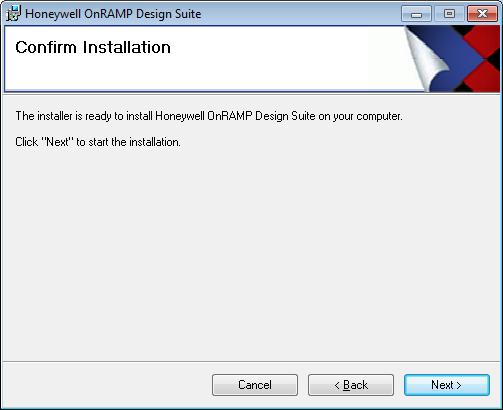 Honeywell OnRAMP Design Suite
Confirm Installation
The installer is ready to install Honeywell OnRAMP Design Suite on your computer.
Click "Next" to start the installation.
Cancel
< Back
Next >